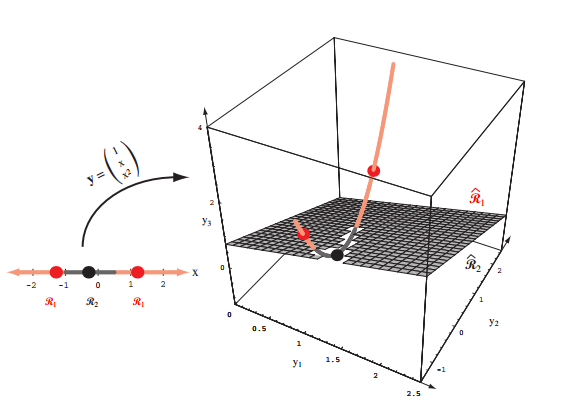 y = ( 1 x x² )
x
-2 -1 0 1 2
ℛ₁ ℛ₂ ℛ₁
4
2
0
y₃
0 0.5 1 1.5 2 2.5
y₁
-1 0 1 2
y₂
ℛ̂₁
ℛ̂₂